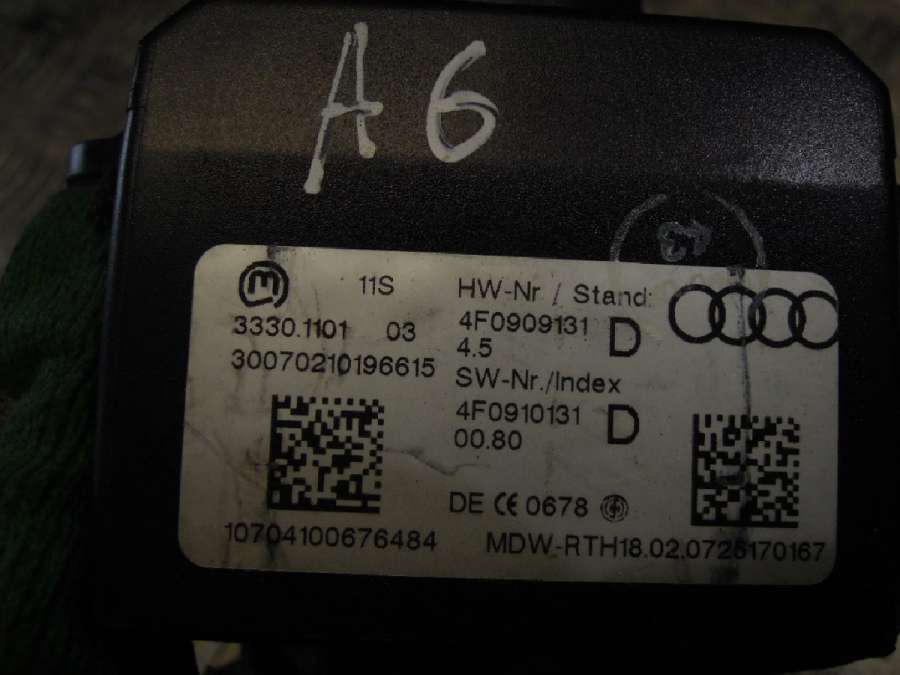 A6
13
11S
3330.1101 03
30070210196615
10704100676484
HW-Nr / Stand:
4F0909131 D
4.5
SW-Nr./Index
4F0910131 D
00.80
DE CE 0678
MDW-RTH18.02.0728170167